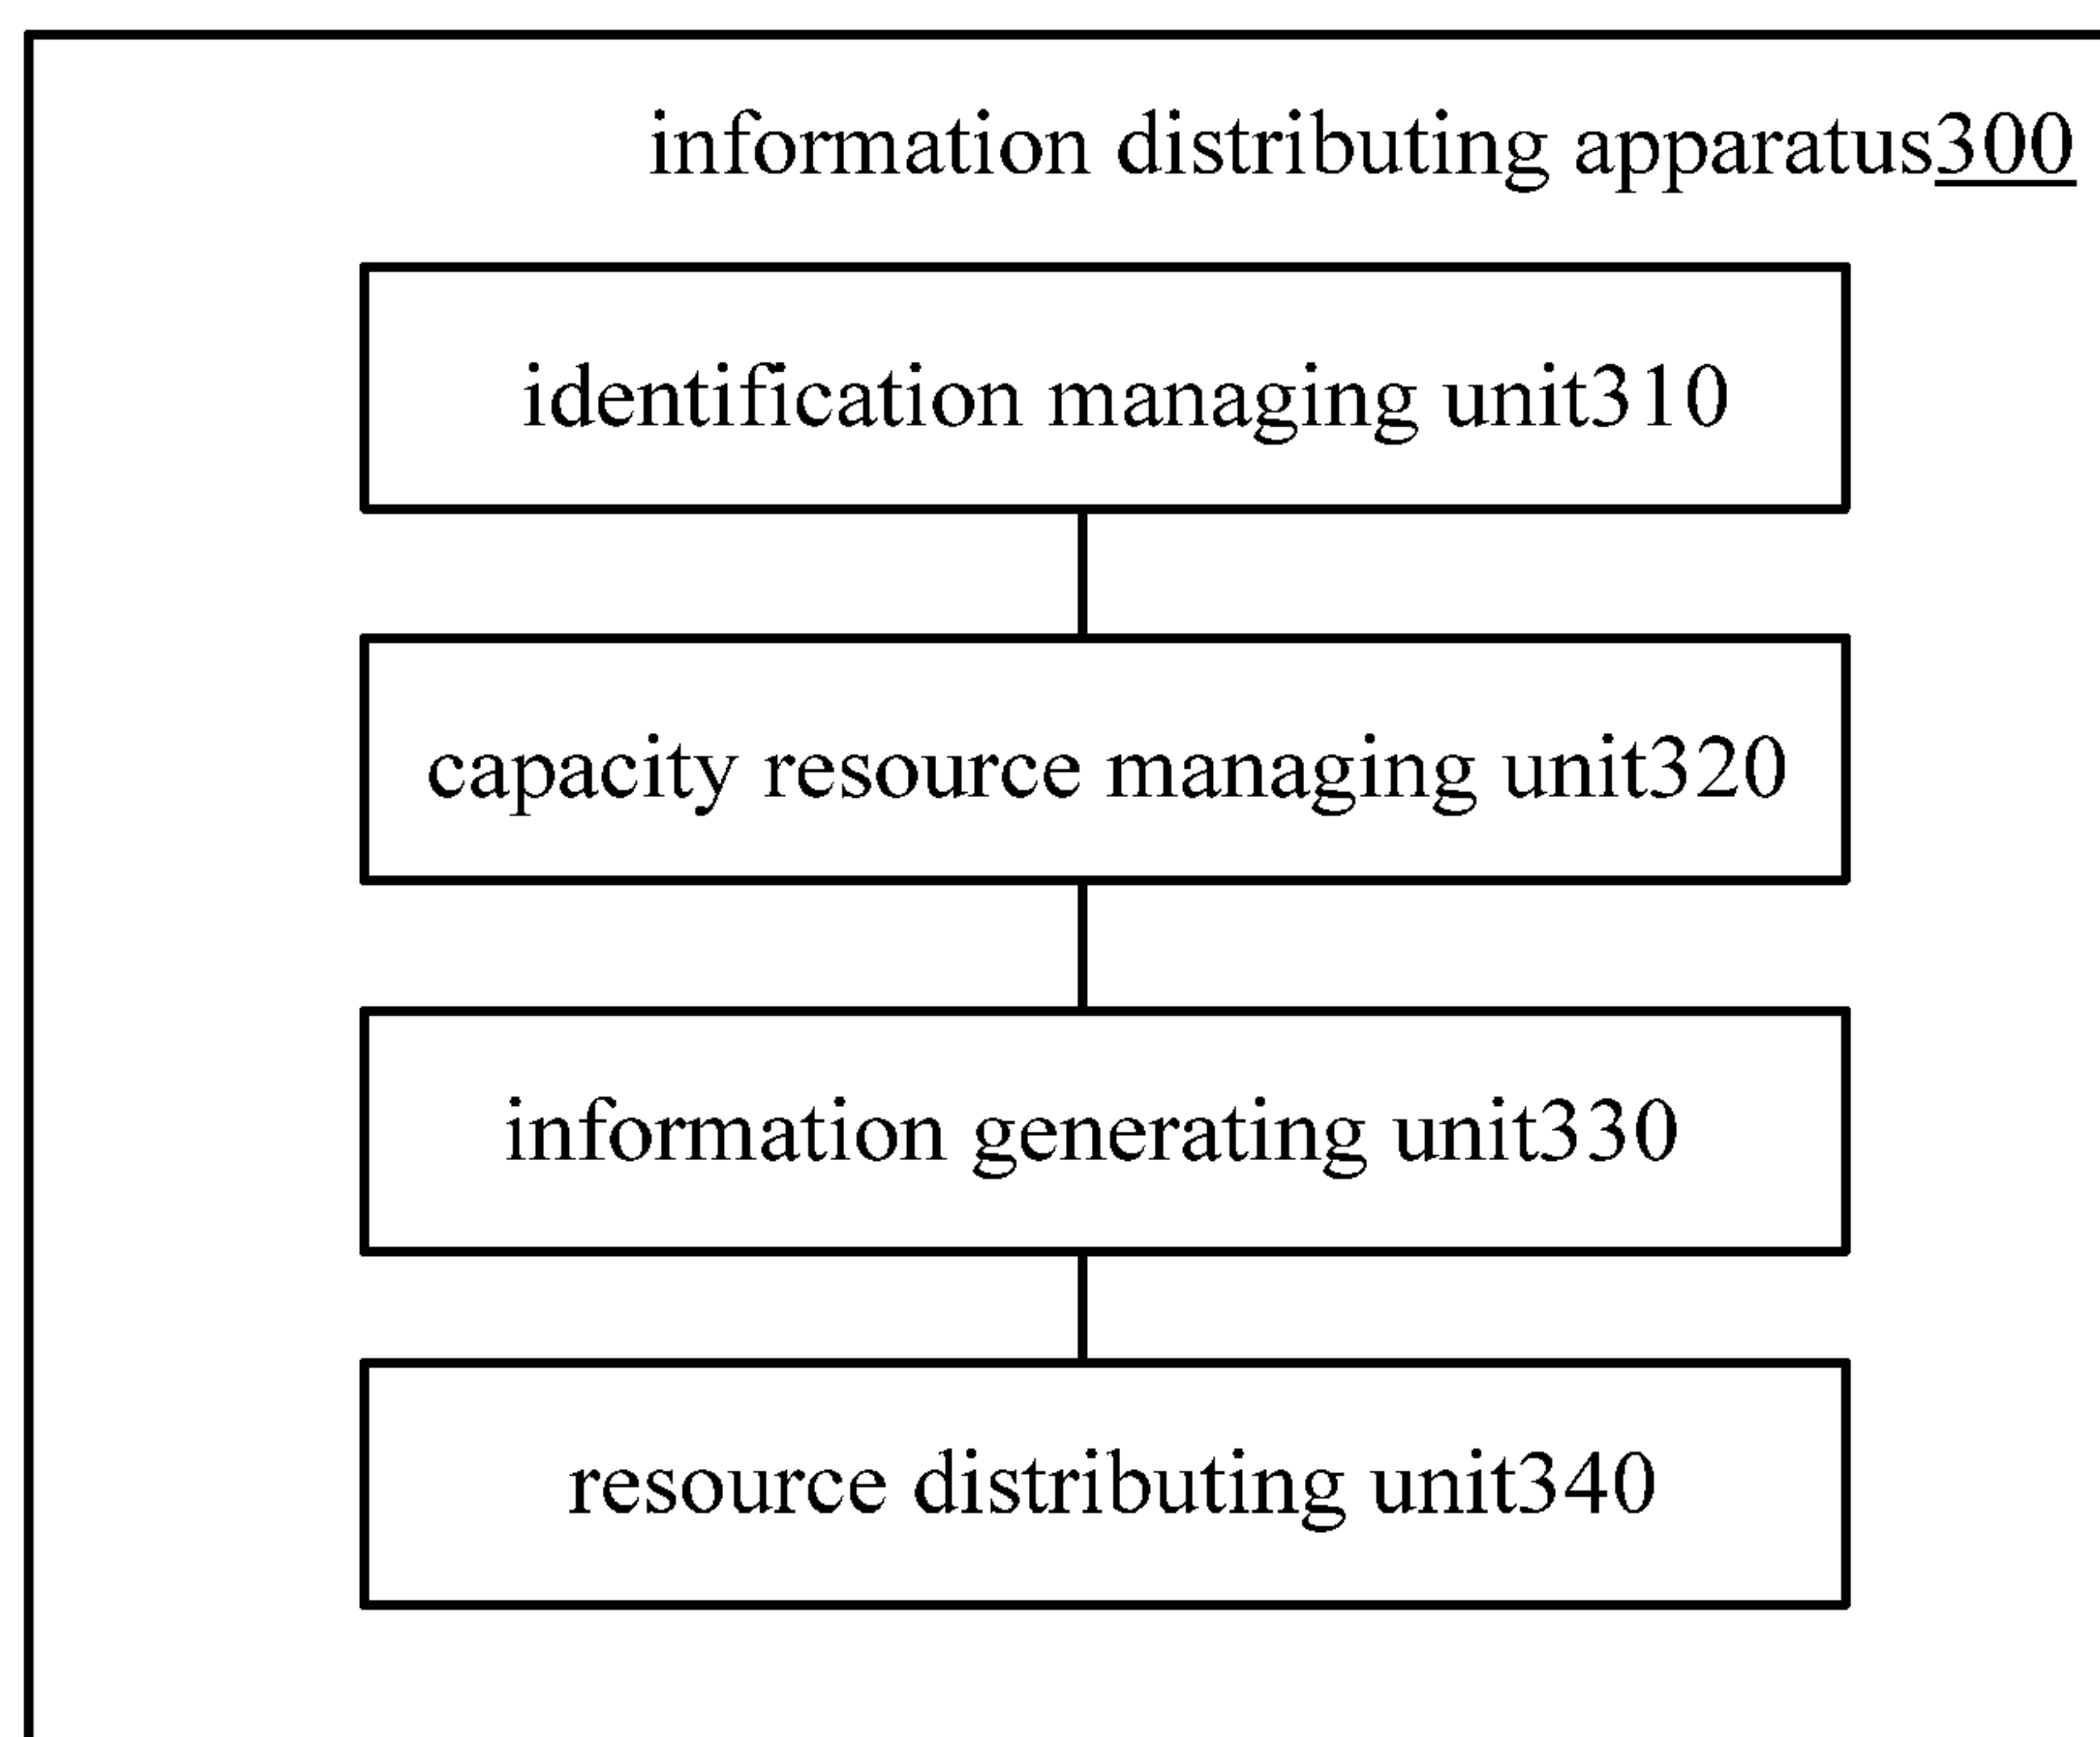 information distributing apparatus300
identification managing unit310
capacity resource managing unit320
information generating unit330
resource distributing unit340